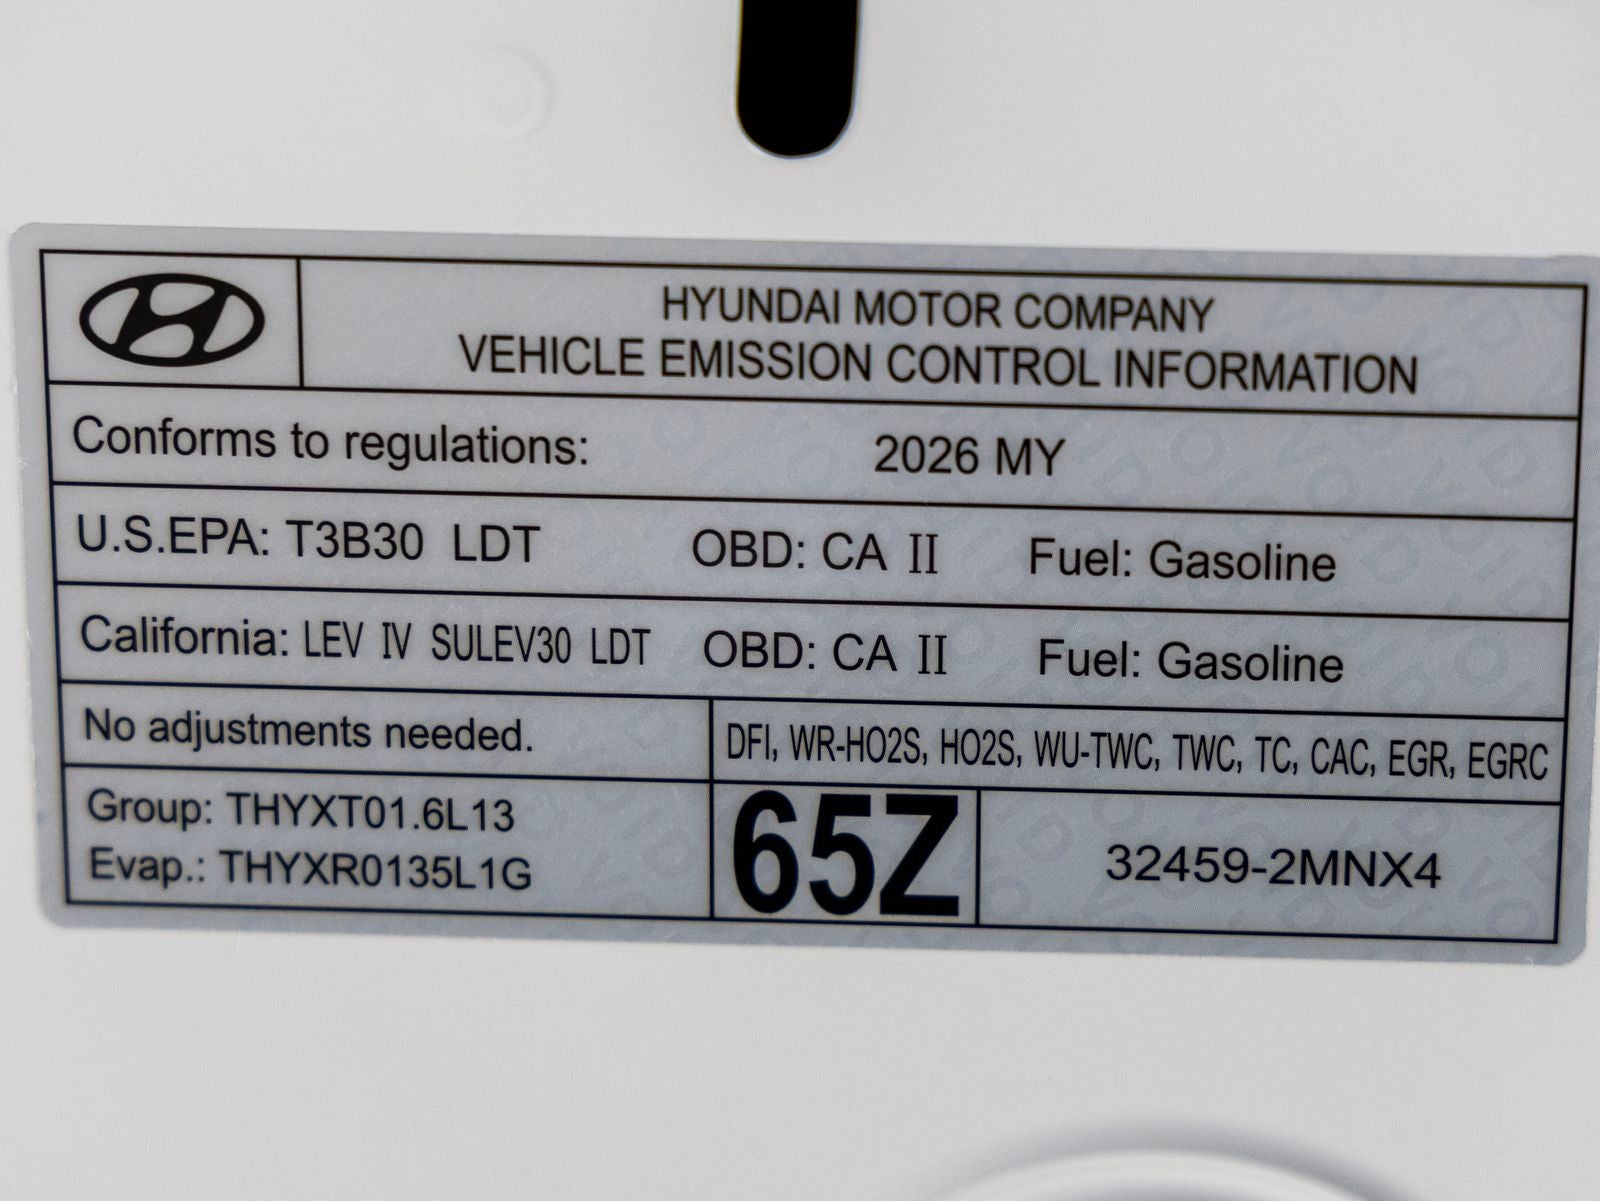 HYUNDAI MOTOR COMPANY
VEHICLE EMISSION CONTROL INFORMATION
Conforms to regulations: 2026 MY
U.S.EPA: T3B30 LDT OBD: CA II Fuel: Gasoline
California: LEV IV SULEV30 LDT OBD: CA II Fuel: Gasoline
No adjustments needed.
DFI, WR-HO2S, HO2S, WU-TWC, TWC, TC, CAC, EGR, EGRC
Group: THYXT01.6L13
Evap.: THYXR0135L1G
65Z
32459-2MNX4